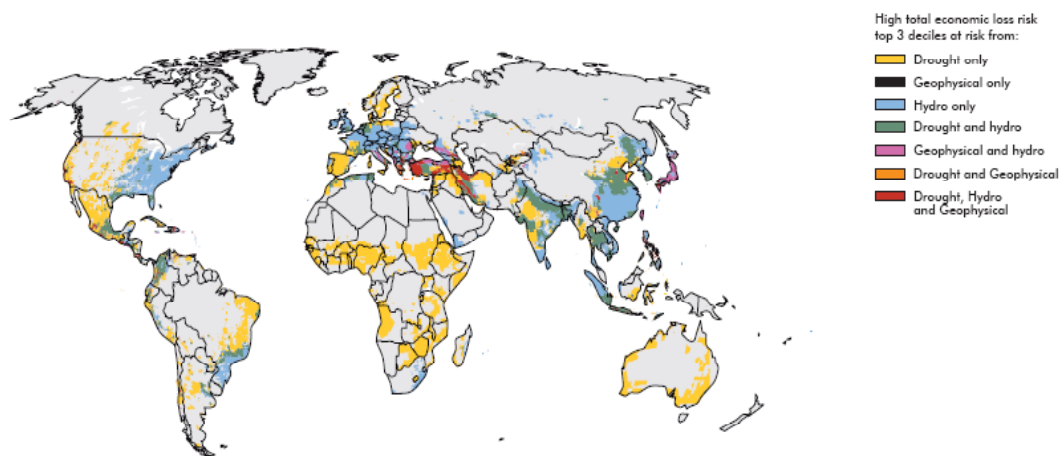 High total economic loss risk
top 3 deciles at risk from:
Drought only
Geophysical only
Hydro only
Drought and hydro
Geophysical and hydro
Drought and Geophysical
Drought, Hydro
and Geophysical